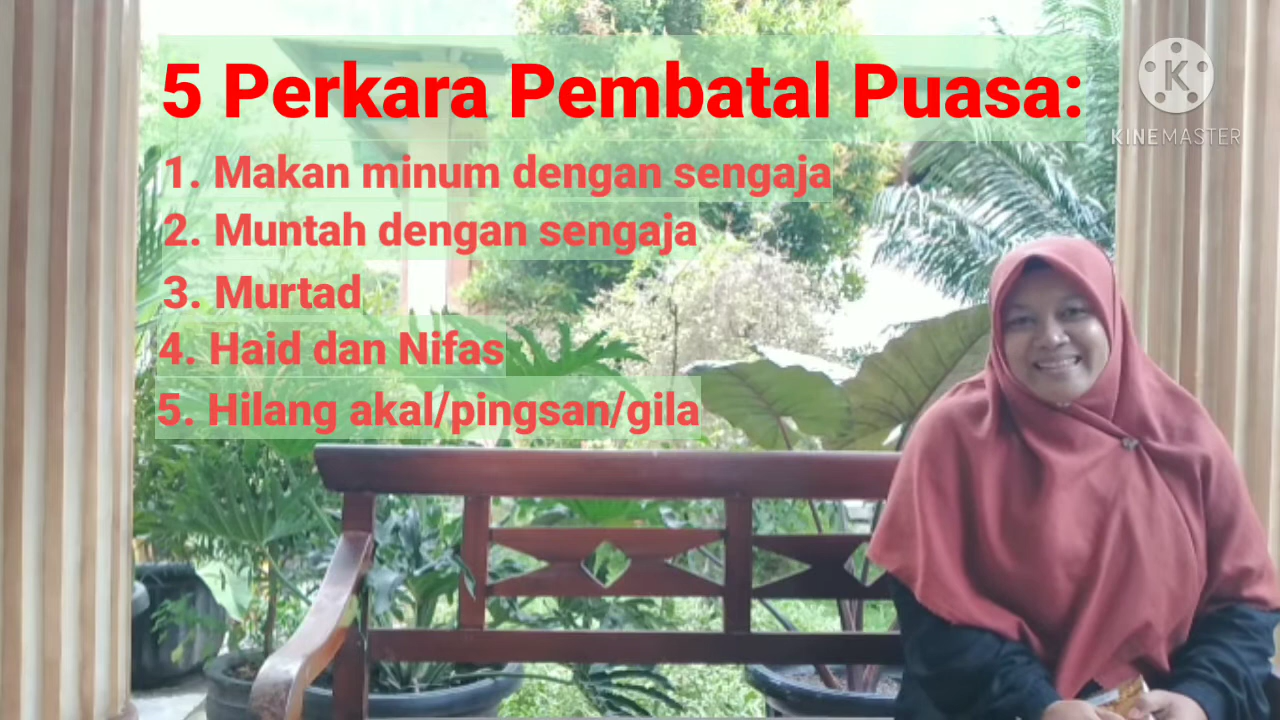 5 Perkara Pembatal Puasa:
1. Makan minum dengan sengaja
2. Muntah dengan sengaja
3. Murtad
4. Haid dan Nifas
5. Hilang akal/pingsan/gila
K
KINEMASTER